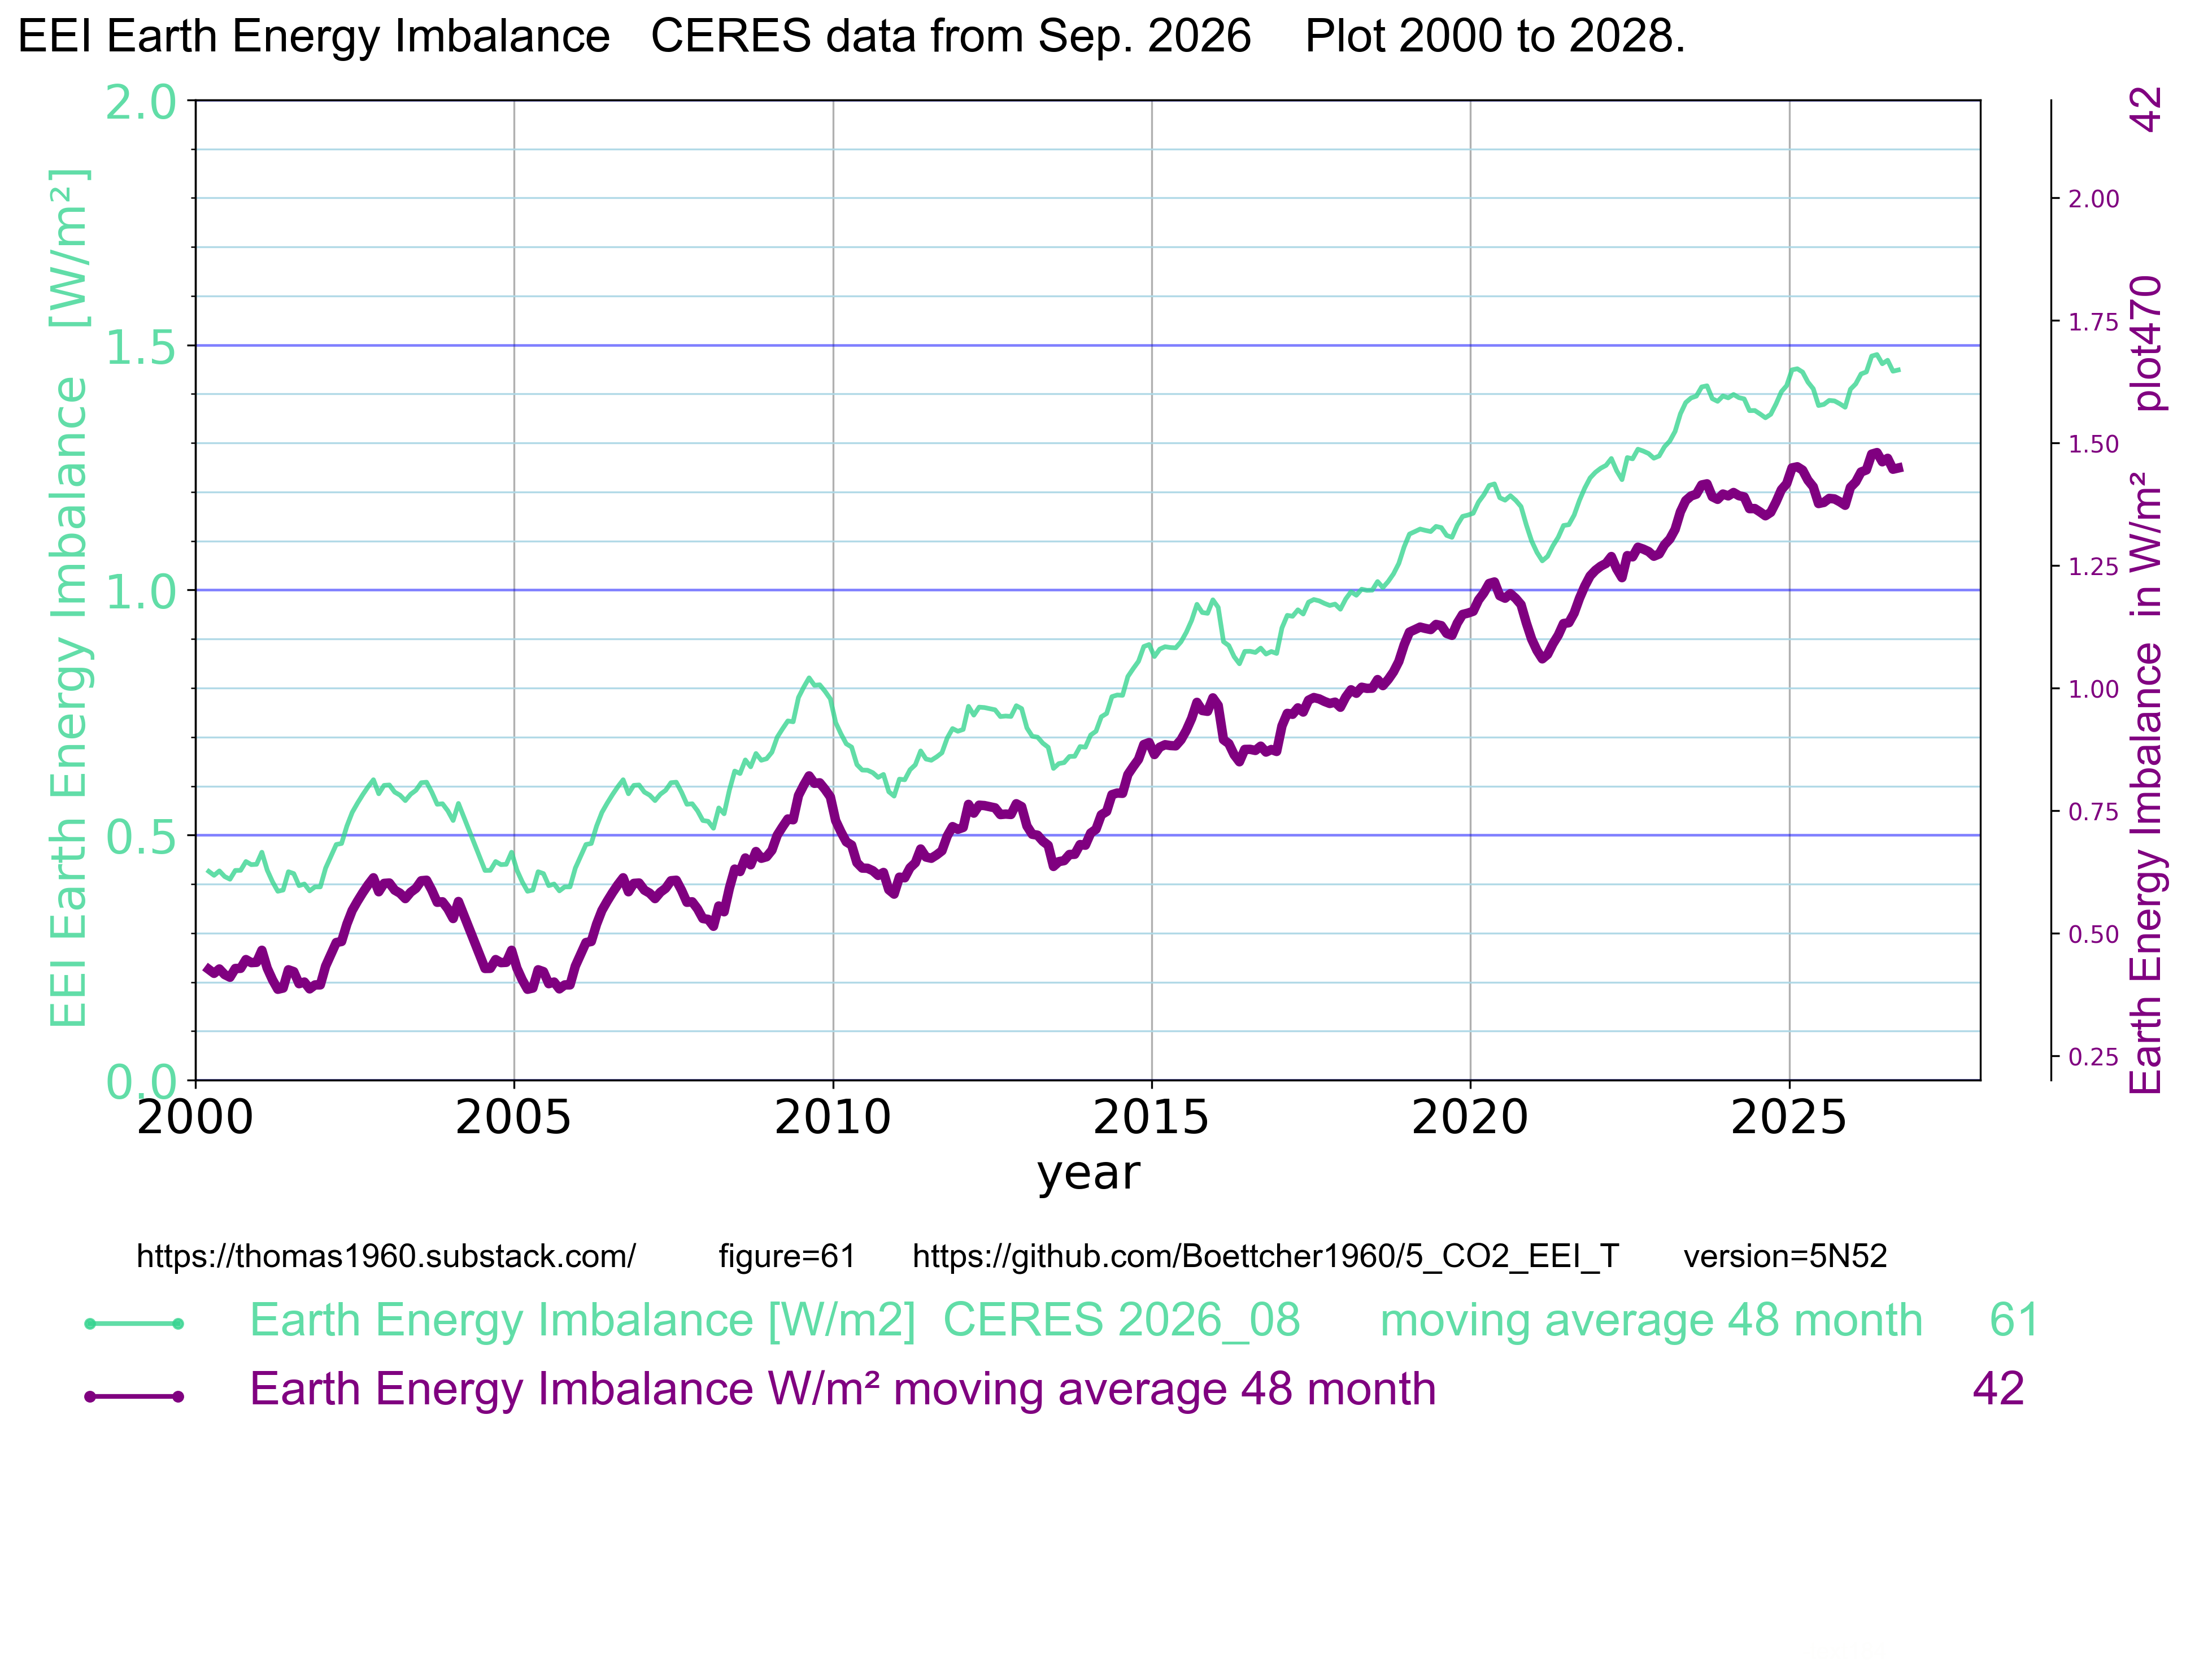 EEI Earth Energy Imbalance   CERES data from Sep. 2026    Plot 2000 to 2028.
EEI Earth Energy Imbalance   [W/m²]
2.0
1.5
1.0
0.5
0.0
2000 2005 2010 2015 2020 2025
year
2.00
1.75
1.50
1.25
1.00
0.75
0.50
0.25
Earth Energy Imbalance  in W/m²     plot470     42
https://thomas1960.substack.com/     figure=61     https://github.com/Boettcher1960/5_CO2_EEI_T     version=5N52
Earth Energy Imbalance [W/m2]  CERES 2026_08     moving average 48 month     61
Earth Energy Imbalance W/m² moving average 48 month     42